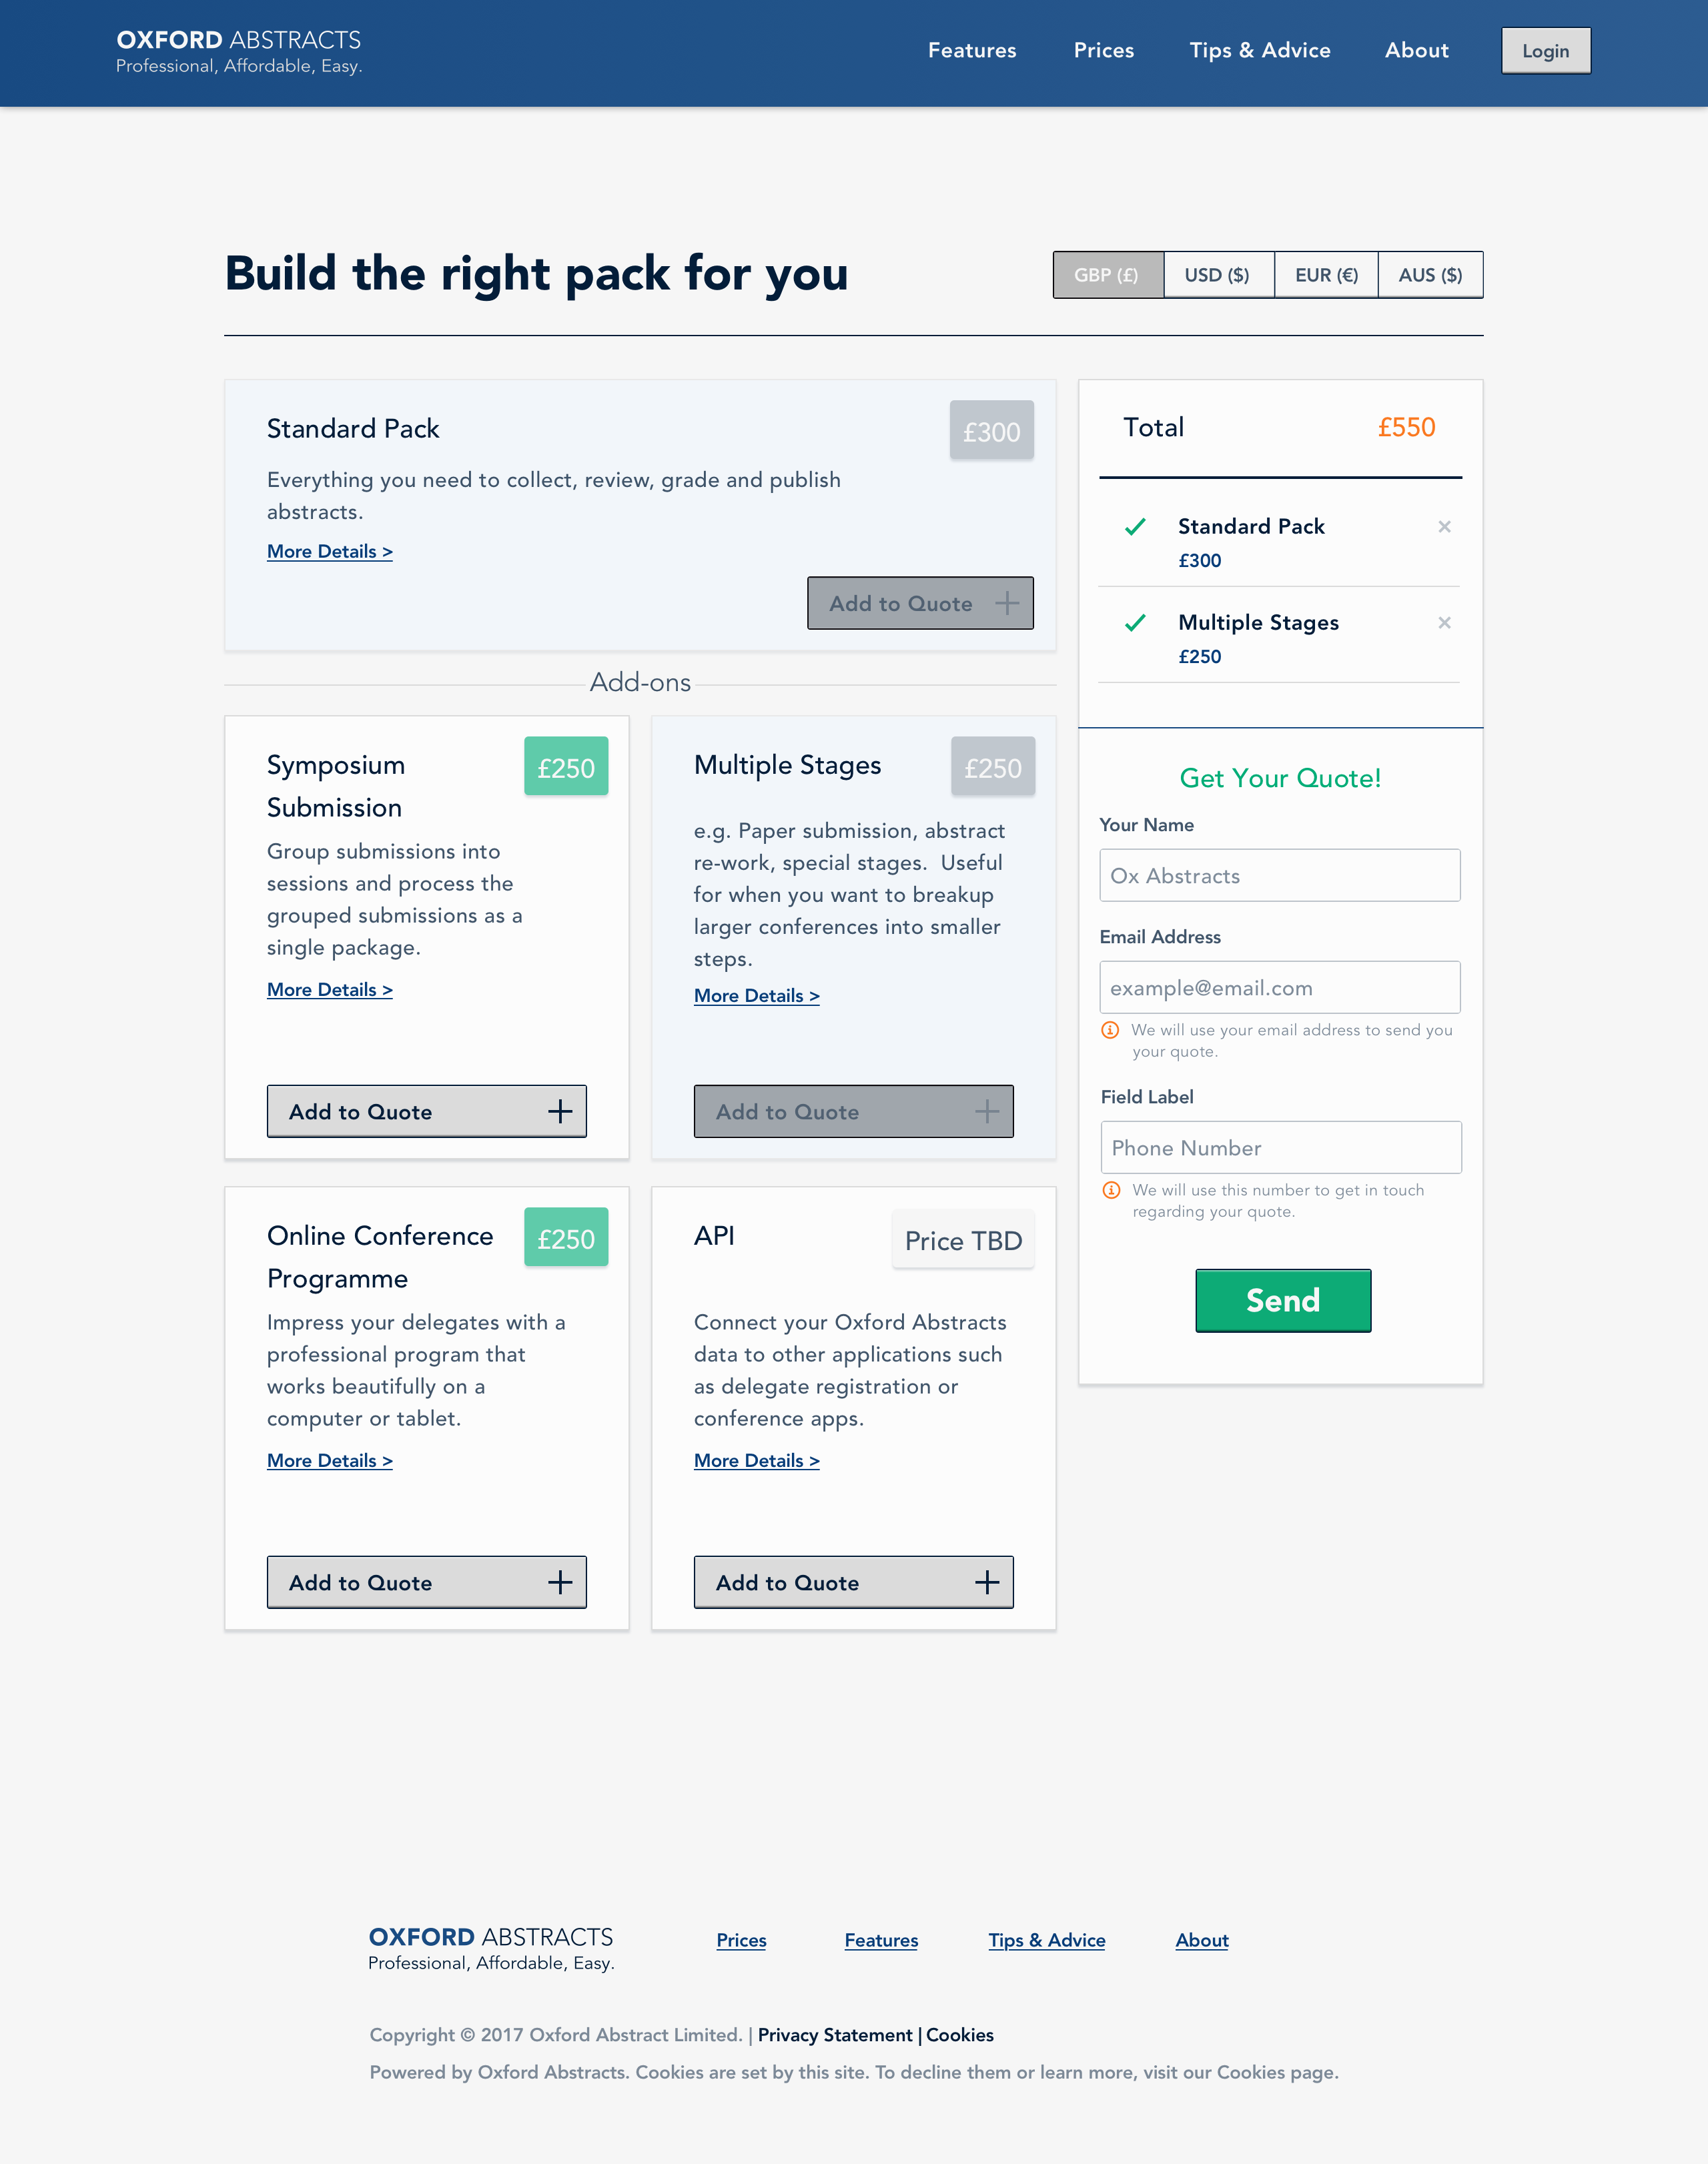 OXFORD ABSTRACTS
Professional, Affordable, Easy.
Features
Prices
Tips & Advice
About
Login
Build the right pack for you
GBP (£)
USD ($)
EUR (€)
AUS ($)
Standard Pack
£300
Everything you need to collect, review, grade and publish
abstracts.
More Details >
Add to Quote
Add-ons
Symposium
Submission
£250
Group submissions into
sessions and process the
grouped submissions as a
single package.
More Details >
Add to Quote
Multiple Stages
£250
e.g. Paper submission, abstract
re-work, special stages.  Useful
for when you want to breakup
larger conferences into smaller
steps.
More Details >
Add to Quote
Online Conference
Programme
£250
Impress your delegates with a
professional program that
works beautifully on a
computer or tablet.
More Details >
Add to Quote
API
Price TBD
Connect your Oxford Abstracts
data to other applications such
as delegate registration or
conference apps.
More Details >
Add to Quote
Total
£550
Standard Pack
£300
Multiple Stages
£250
Get Your Quote!
Your Name
Ox Abstracts
Email Address
example@email.com
We will use your email address to send you
your quote.
Field Label
Phone Number
We will use this number to get in touch
regarding your quote.
Send
OXFORD ABSTRACTS
Professional, Affordable, Easy.
Prices
Features
Tips & Advice
About
Copyright © 2017 Oxford Abstract Limited. | Privacy Statement | Cookies
Powered by Oxford Abstracts. Cookies are set by this site. To decline them or learn more, visit our Cookies page.